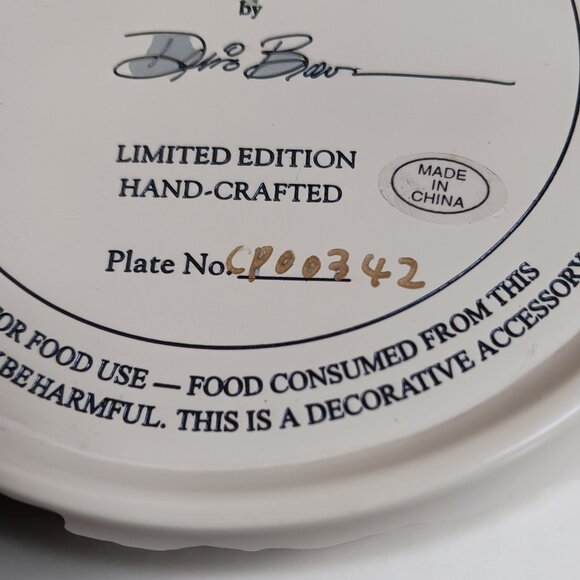 by
LIMITED EDITION
HAND-CRAFTED
MADE
IN
CHINA
Plate No. CP00342
FOR FOOD USE — FOOD CONSUMED FROM THIS
BE HARMFUL. THIS IS A DECORATIVE ACCESSORY